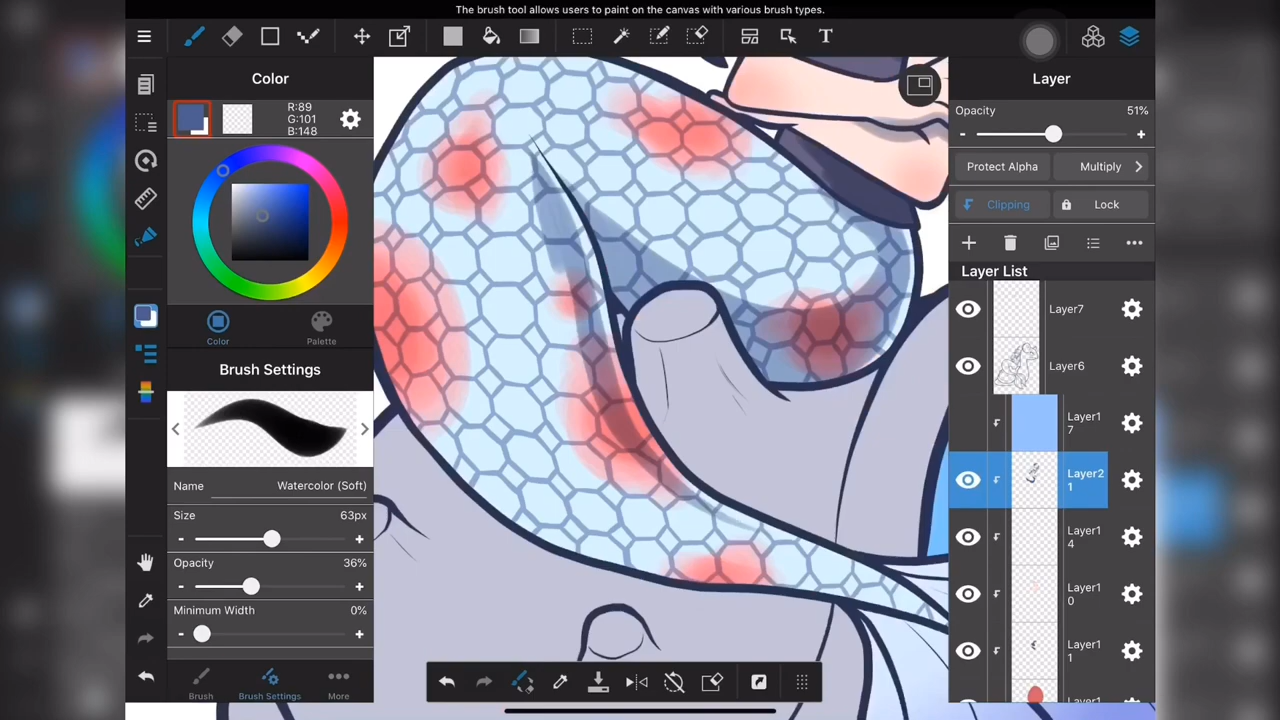 The brush tool allows users to paint on the canvas with various brush types.
T
Color
R:89
G:101
B:148
Color
Palette
Brush Settings
Name
Watercolor (Soft)
Size
63px
-
+
Opacity
36%
-
+
Minimum Width
0%
-
+
Brush
Brush Settings
More
Layer
Opacity
51%
-
+
Protect Alpha
Multiply
Clipping
Lock
Layer List
Layer7
Layer6
Layer1
7
Layer2
1
Layer1
4
Layer1
0
Layer1
1